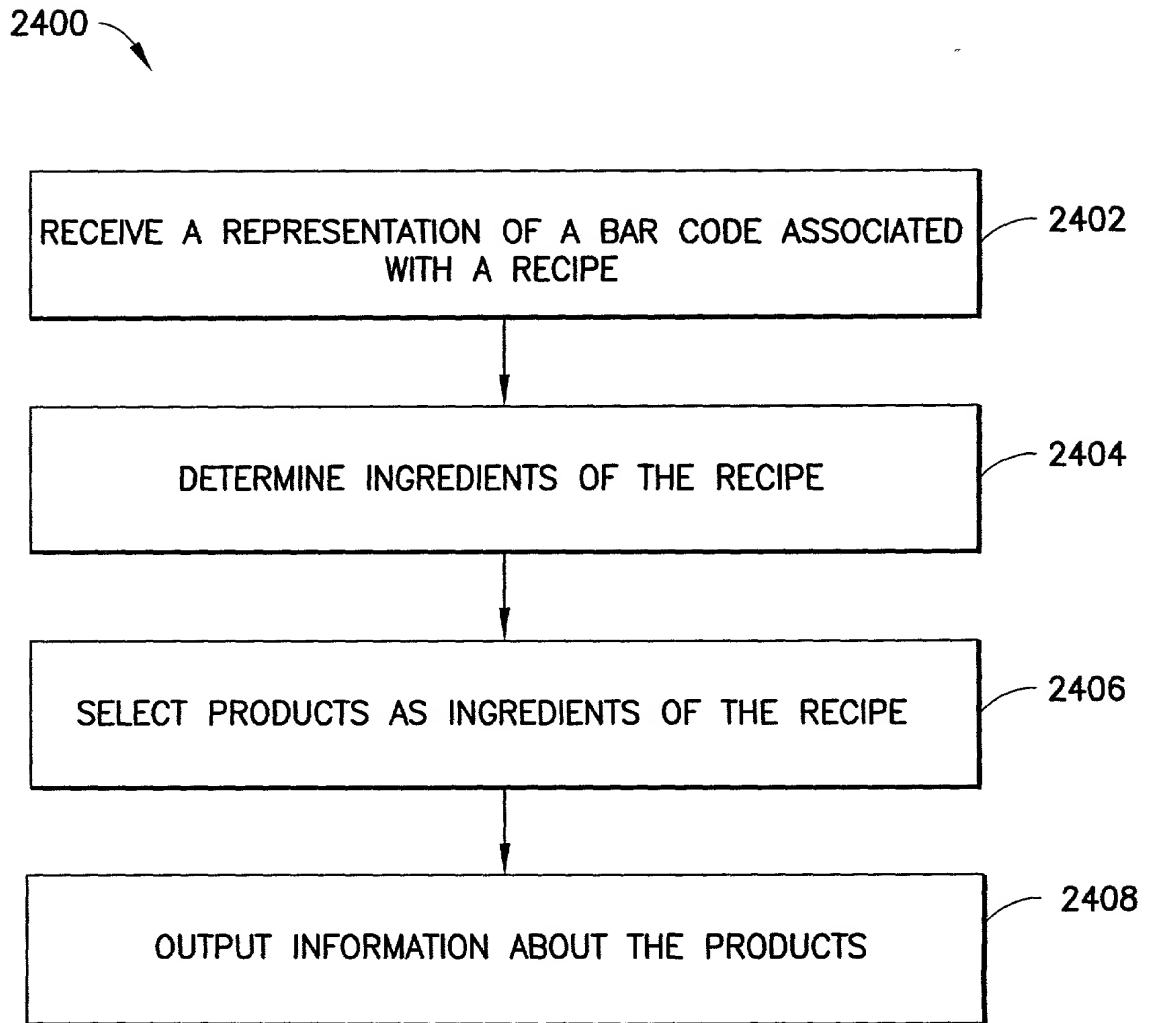 2400
RECEIVE A REPRESENTATION OF A BAR CODE ASSOCIATED
WITH A RECIPE
2402
DETERMINE INGREDIENTS OF THE RECIPE
2404
SELECT PRODUCTS AS INGREDIENTS OF THE RECIPE
2406
OUTPUT INFORMATION ABOUT THE PRODUCTS
2408